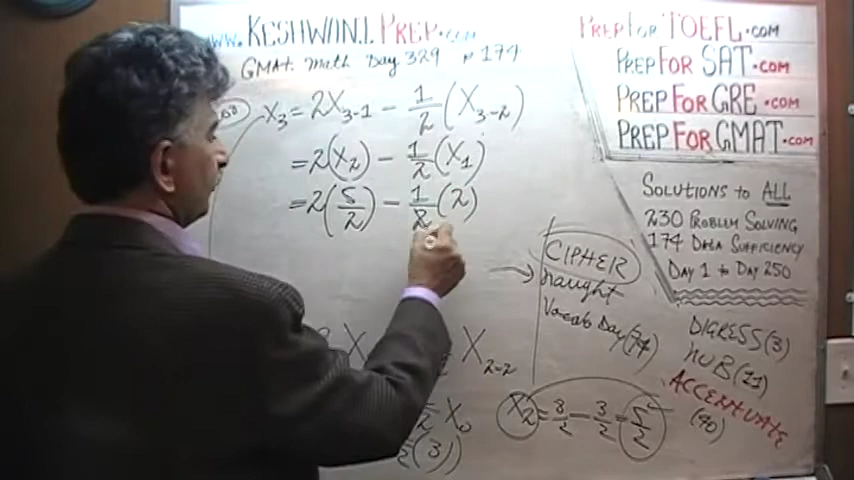 www. KESHWANI PREP.com
GMAT Math Day 329 P 177
X₃ = 2X₃₋₁ − 1/2 (X₃₋₂)
= 2(X₂) − 1/2 (X₁)
= 2(5/2) − 1/2 (2)
X X₂₋₂
X₀
(3)
PREP FOR TOEFL.com
PREP FOR SAT.com
PREP FOR GRE.com
PREP FOR GMAT.com
SOLUTIONS to ALL
230 PROBLEM SOLVING
174 DATA SUFFICIENCY
DAY 1 to DAY 250
CIPHER
naught
Vocab Day(74)
DIGRESS(3)
HUB(11)
ACCENTUATE
(90)
X₂ = 8/2 − 3/2 = 5/2